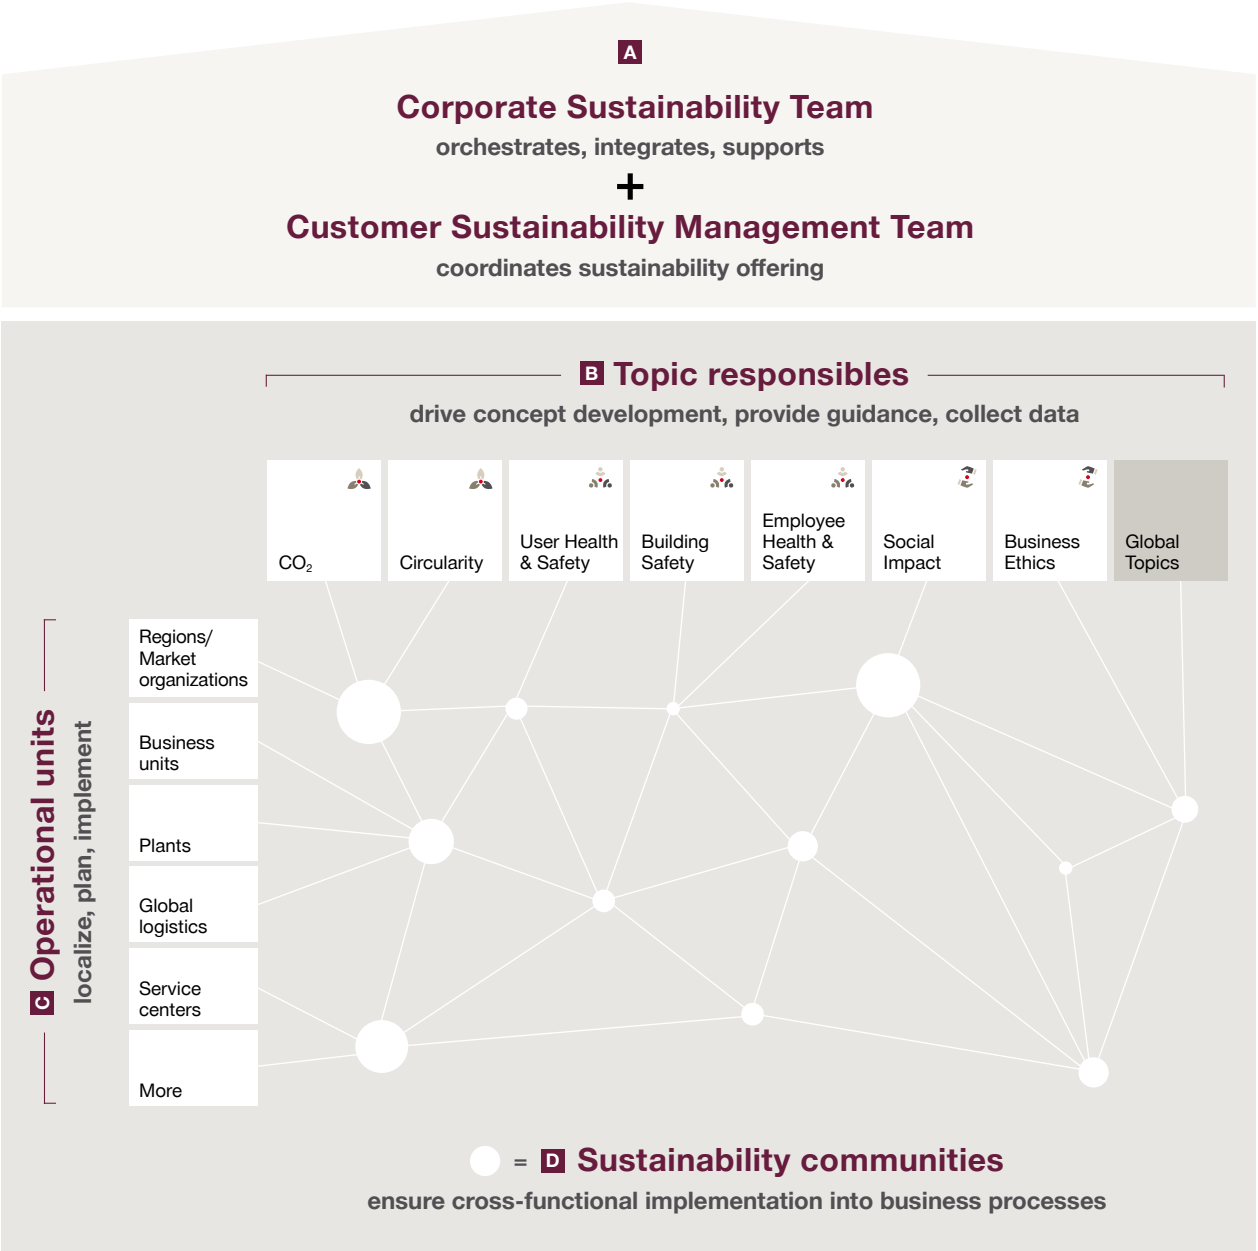 A
Corporate Sustainability Team
orchestrates, integrates, supports
+
Customer Sustainability Management Team
coordinates sustainability offering
B Topic responsibles
drive concept development, provide guidance, collect data
CO₂
Circularity
User Health
& Safety
Building
Safety
Employee
Health &
Safety
Social
Impact
Business
Ethics
Global
Topics
C Operational units
localize, plan, implement
Regions/
Market
organizations
Business
units
Plants
Global
logistics
Service
centers
More
= D Sustainability communities
ensure cross-functional implementation into business processes